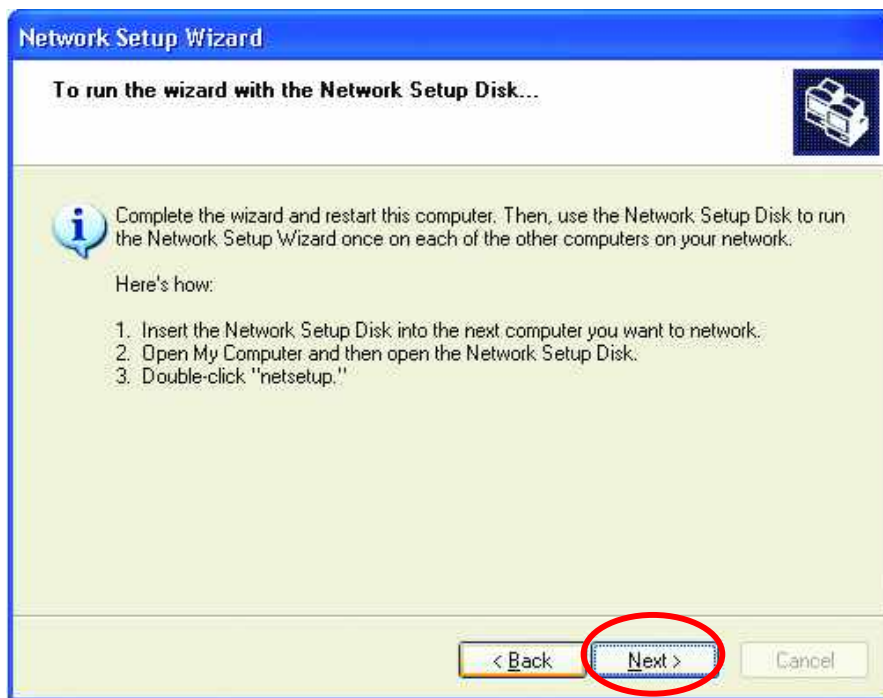 Network Setup Wizard
To run the wizard with the Network Setup Disk...
Complete the wizard and restart this computer. Then, use the Network Setup Disk to run
the Network Setup Wizard once on each of the other computers on your network.
Here's how:
1. Insert the Network Setup Disk into the next computer you want to network.
2. Open My Computer and then open the Network Setup Disk.
3. Double-click "netsetup."
< Back
Next >
Cancel